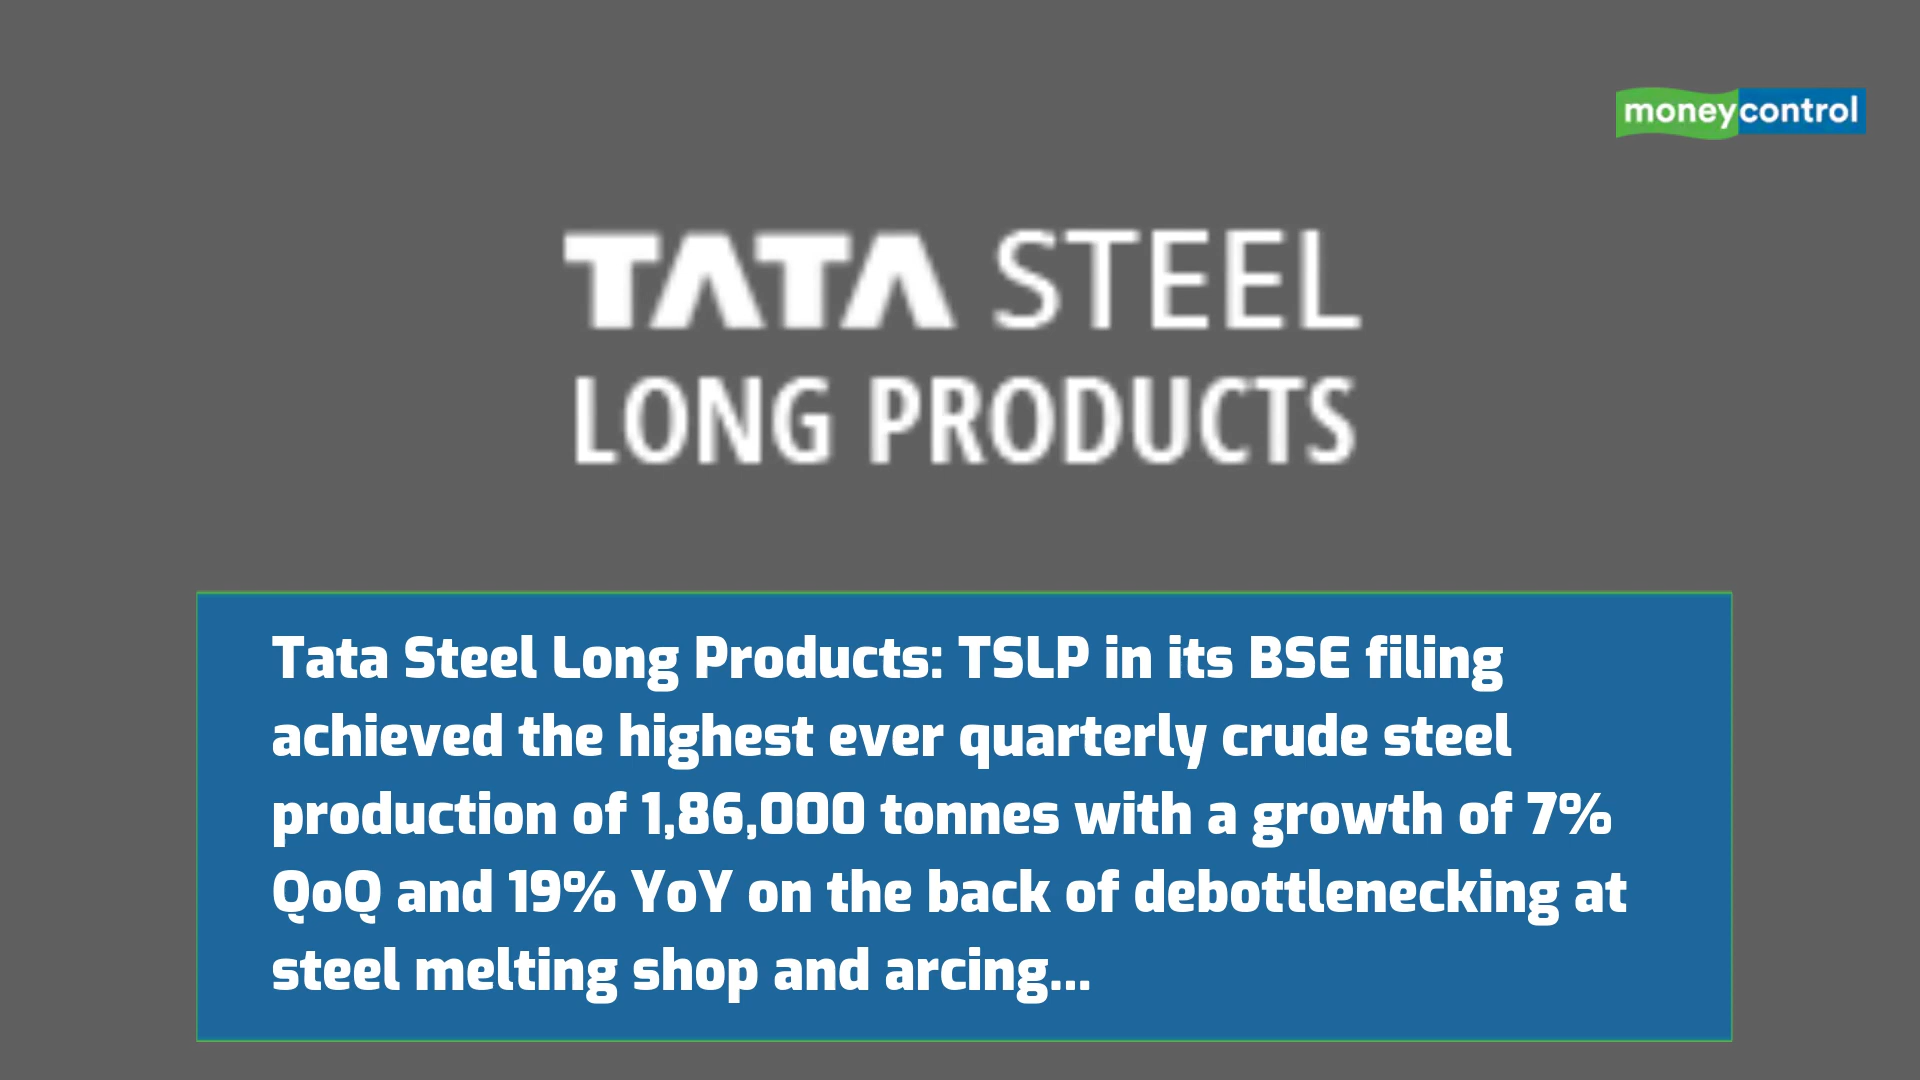 moneycontrol
TATA STEEL
LONG PRODUCTS
Tata Steel Long Products: TSLP in its BSE filing
achieved the highest ever quarterly crude steel
production of 1,86,000 tonnes with a growth of 7%
QoQ and 19% YoY on the back of debottlenecking at
steel melting shop and arcing...